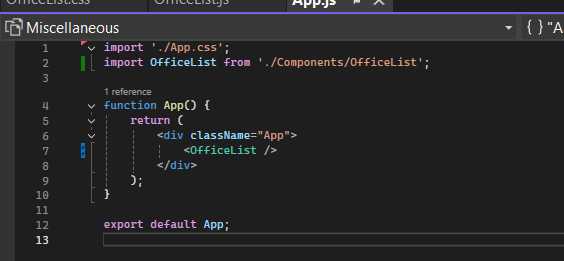 OfficeList.css OfficeList.js App.js
Miscellaneous { } "A
1 import './App.css';
2 import OfficeList from './Components/OfficeList';
3
1 reference
4 function App() {
5 return (
6 <div className="App">
7 <OfficeList />
8 </div>
9 );
10 }
11
12 export default App;
13